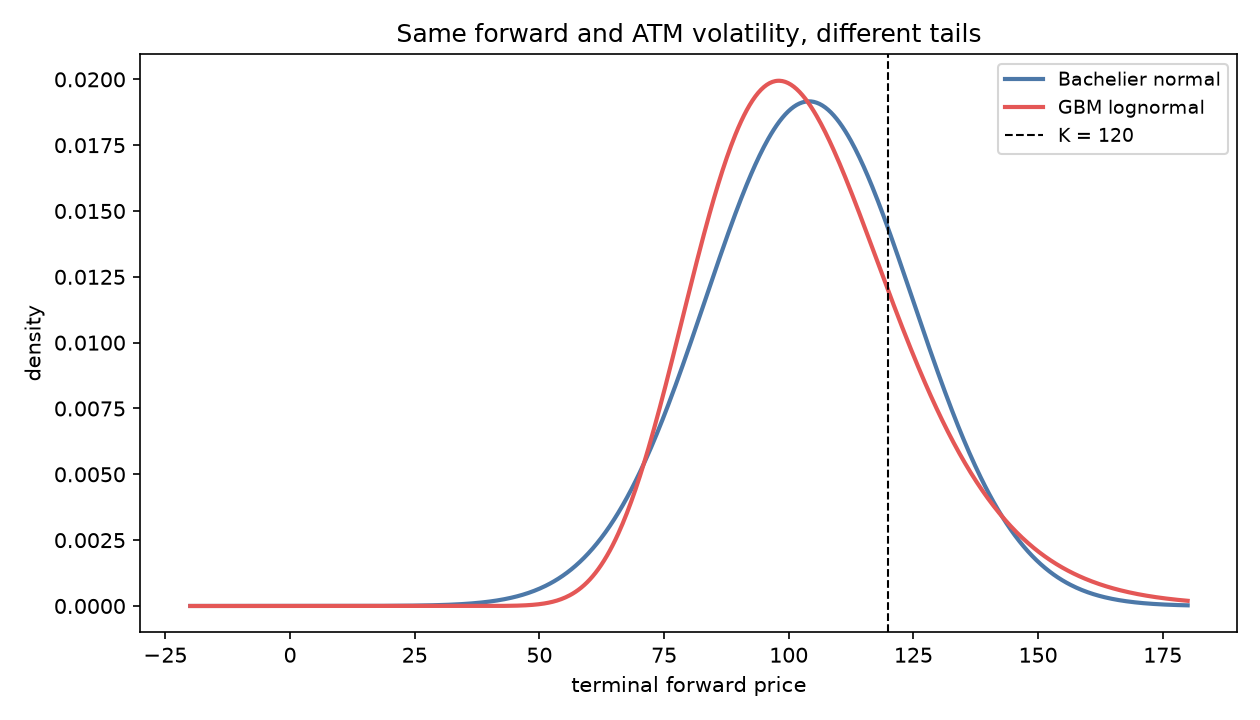 Same forward and ATM volatility, different tails
Bachelier normal
GBM lognormal
K = 120
density
0.0200
0.0175
0.0150
0.0125
0.0100
0.0075
0.0050
0.0025
0.0000
−25 0 25 50 75 100 125 150 175
terminal forward price